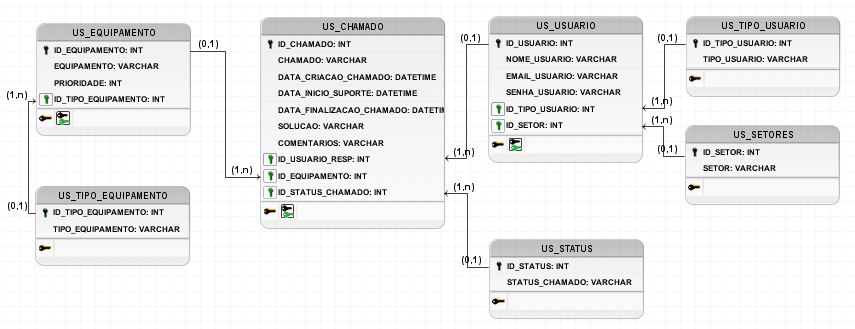 US_EQUIPAMENTO
ID_EQUIPAMENTO: INT
EQUIPAMENTO: VARCHAR
PRIORIDADE: INT
ID_TIPO_EQUIPAMENTO: INT
(0,1)
(1,n)
US_TIPO_EQUIPAMENTO
ID_TIPO_EQUIPAMENTO: INT
TIPO_EQUIPAMENTO: VARCHAR
(0,1)
US_CHAMADO
ID_CHAMADO: INT
CHAMADO: VARCHAR
DATA_CRIACAO_CHAMADO: DATETIME
DATA_INICIO_SUPORTE: DATETIME
DATA_FINALIZACAO_CHAMADO: DATETIM
SOLUCAO: VARCHAR
COMENTARIOS: VARCHAR
ID_USUARIO_RESP: INT
ID_EQUIPAMENTO: INT
ID_STATUS_CHAMADO: INT
(1,n)
(1,n)
(1,n)
US_USUARIO
ID_USUARIO: INT
NOME_USUARIO: VARCHAR
EMAIL_USUARIO: VARCHAR
SENHA_USUARIO: VARCHAR
ID_TIPO_USUARIO: INT
ID_SETOR: INT
(0,1)
(1,n)
(1,n)
US_TIPO_USUARIO
ID_TIPO_USUARIO: INT
TIPO_USUARIO: VARCHAR
(0,1)
US_SETORES
ID_SETOR: INT
SETOR: VARCHAR
(0,1)
US_STATUS
ID_STATUS: INT
STATUS_CHAMADO: VARCHAR
(0,1)